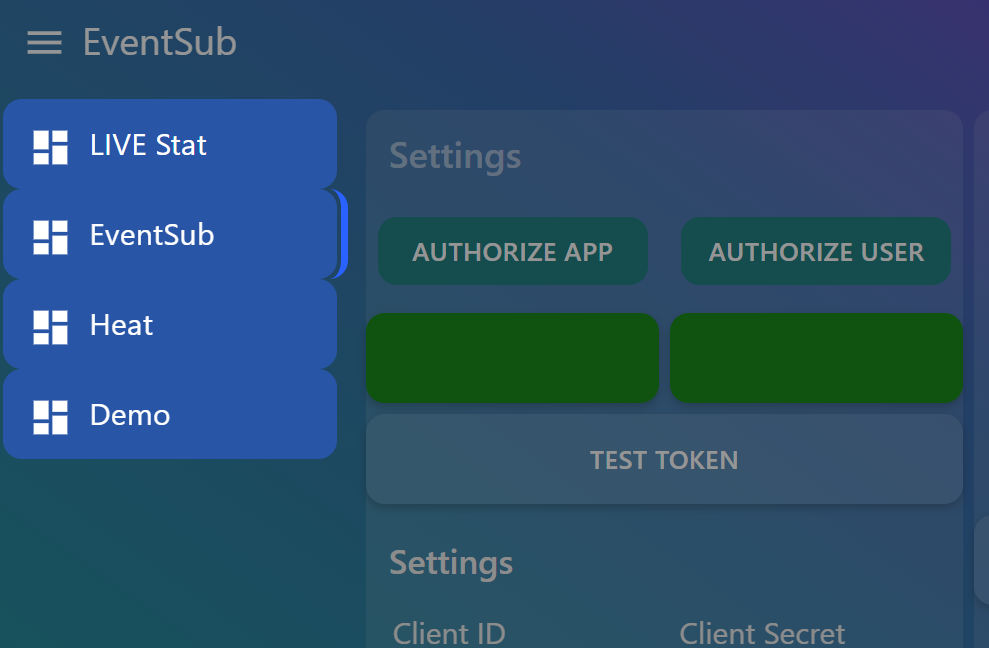 EventSub
LIVE Stat
EventSub
Heat
Demo
Settings
AUTHORIZE APP
AUTHORIZE USER
TEST TOKEN
Settings
Client ID
Client Secret